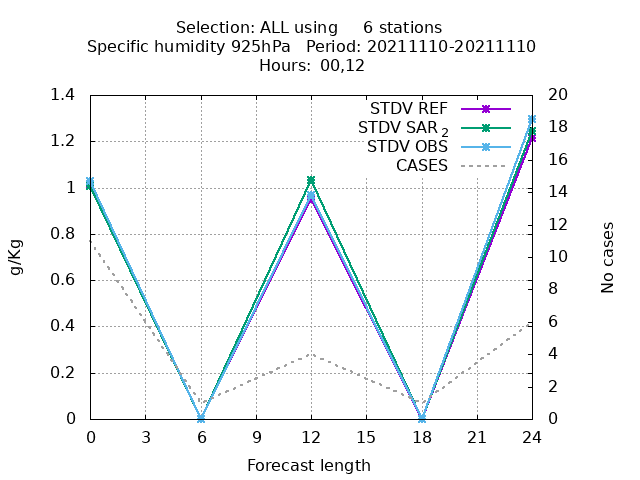 Selection: ALL using     6 stations
Specific humidity 925hPa   Period: 20211110-20211110
Hours: 00,12
STDV REF
STDV SAR 2
STDV OBS
CASES
g/Kg
1.4
1.2
1
0.8
0.6
0.4
0.2
0
20
18
16
14
12
10
8
6
4
2
0
No cases
0 3 6 9 12 15 18 21 24
Forecast length